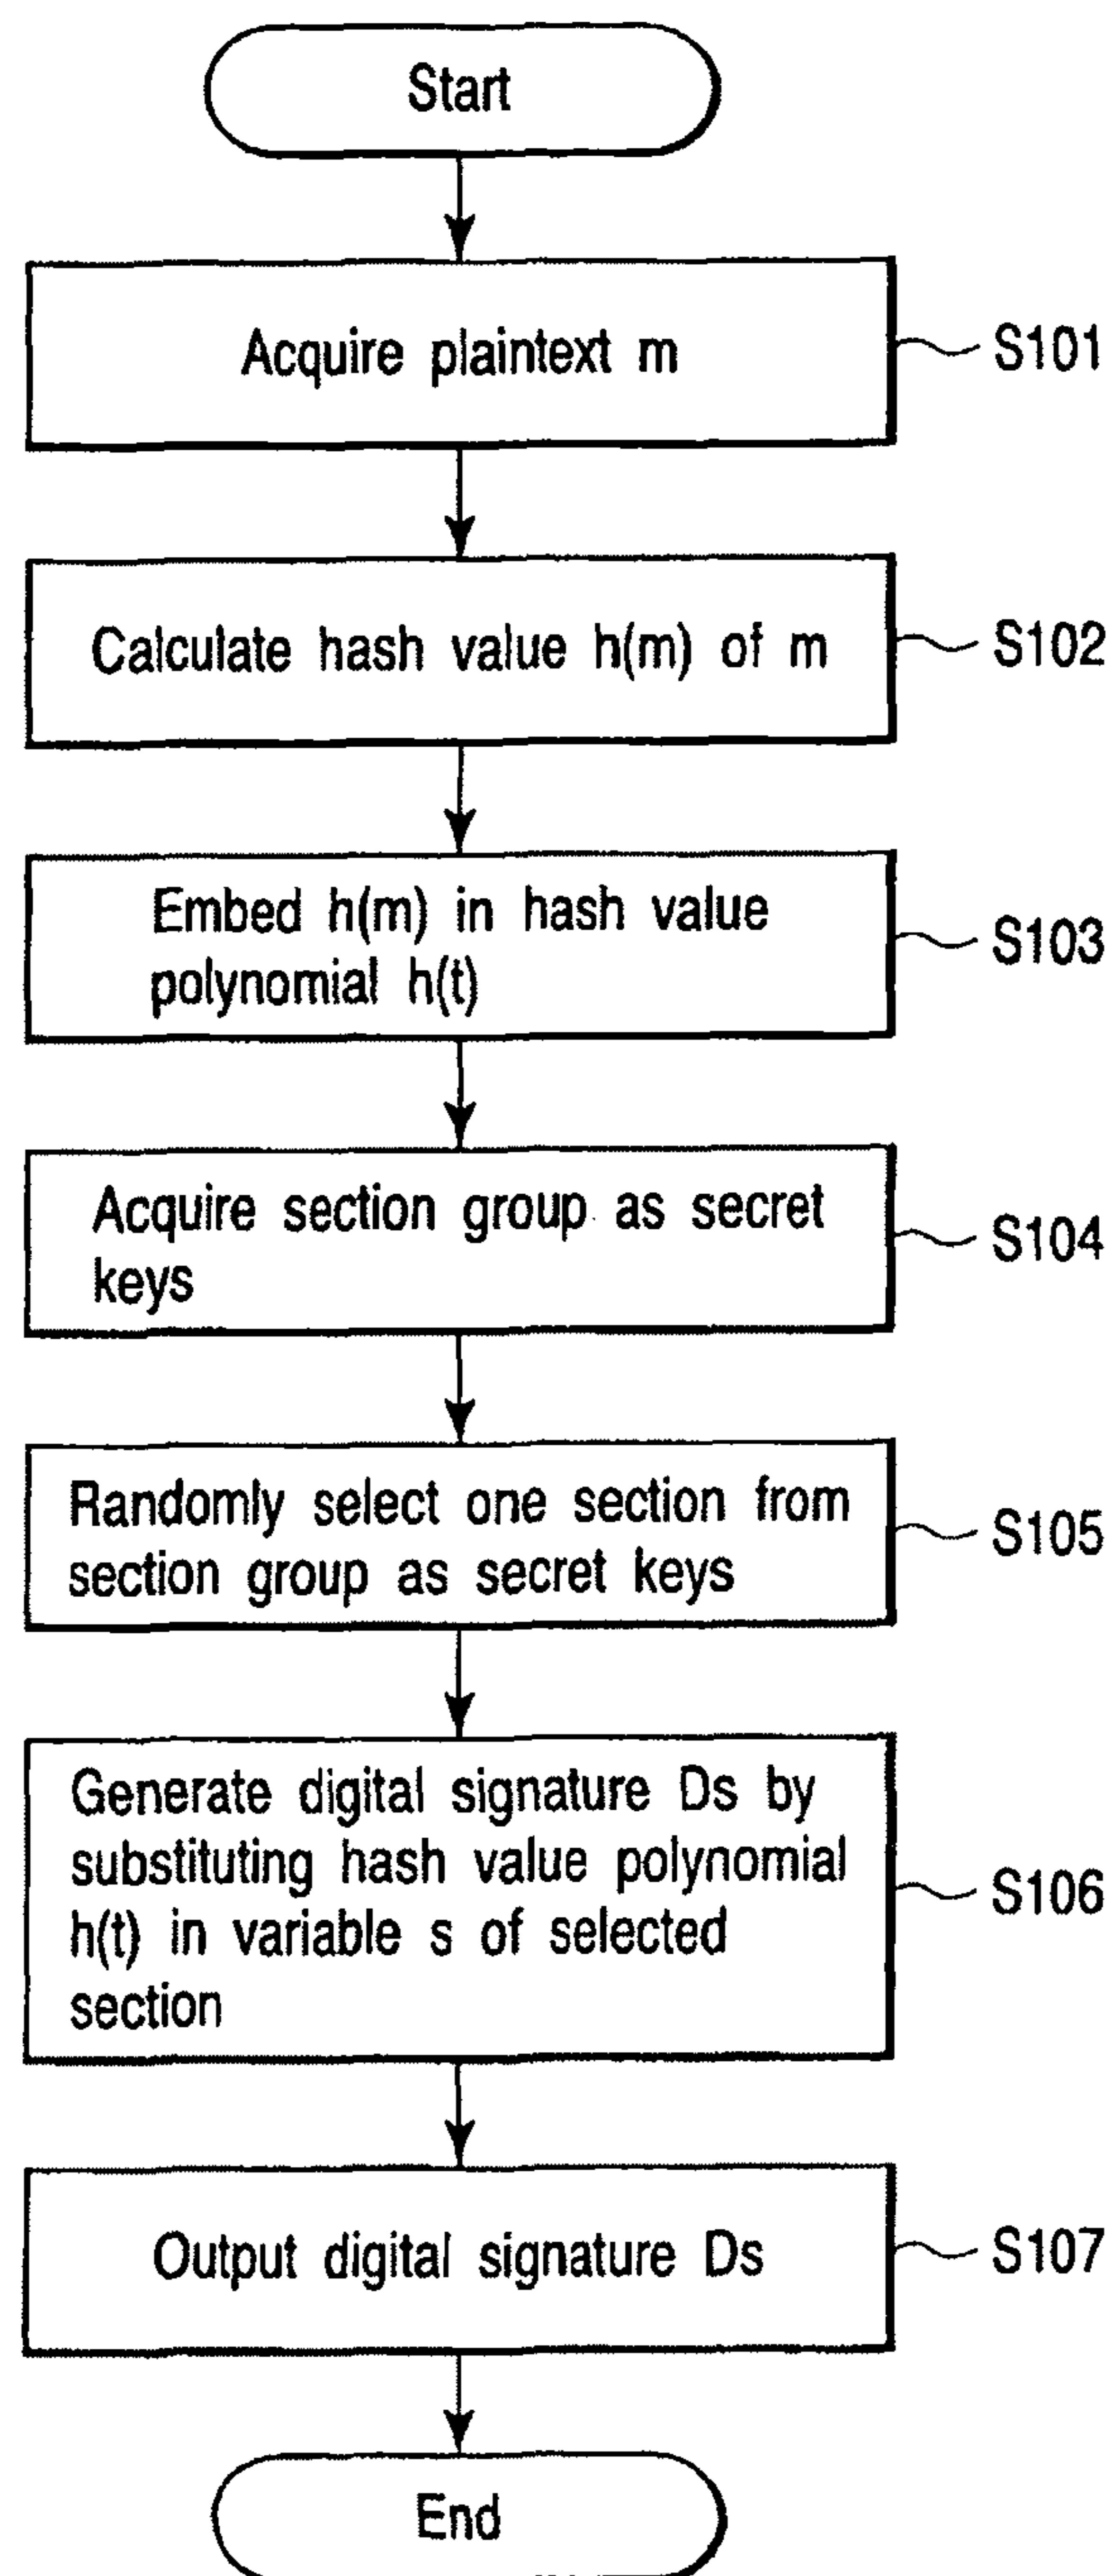 Start
Acquire plaintext m
S101
Calculate hash value h(m) of m
S102
Embed h(m) in hash value
polynomial h(t)
S103
Acquire section group as secret
keys
S104
Randomly select one section from
section group as secret keys
S105
Generate digital signature Ds by
substituting hash value polynomial
h(t) in variable s of selected
section
S106
Output digital signature Ds
S107
End